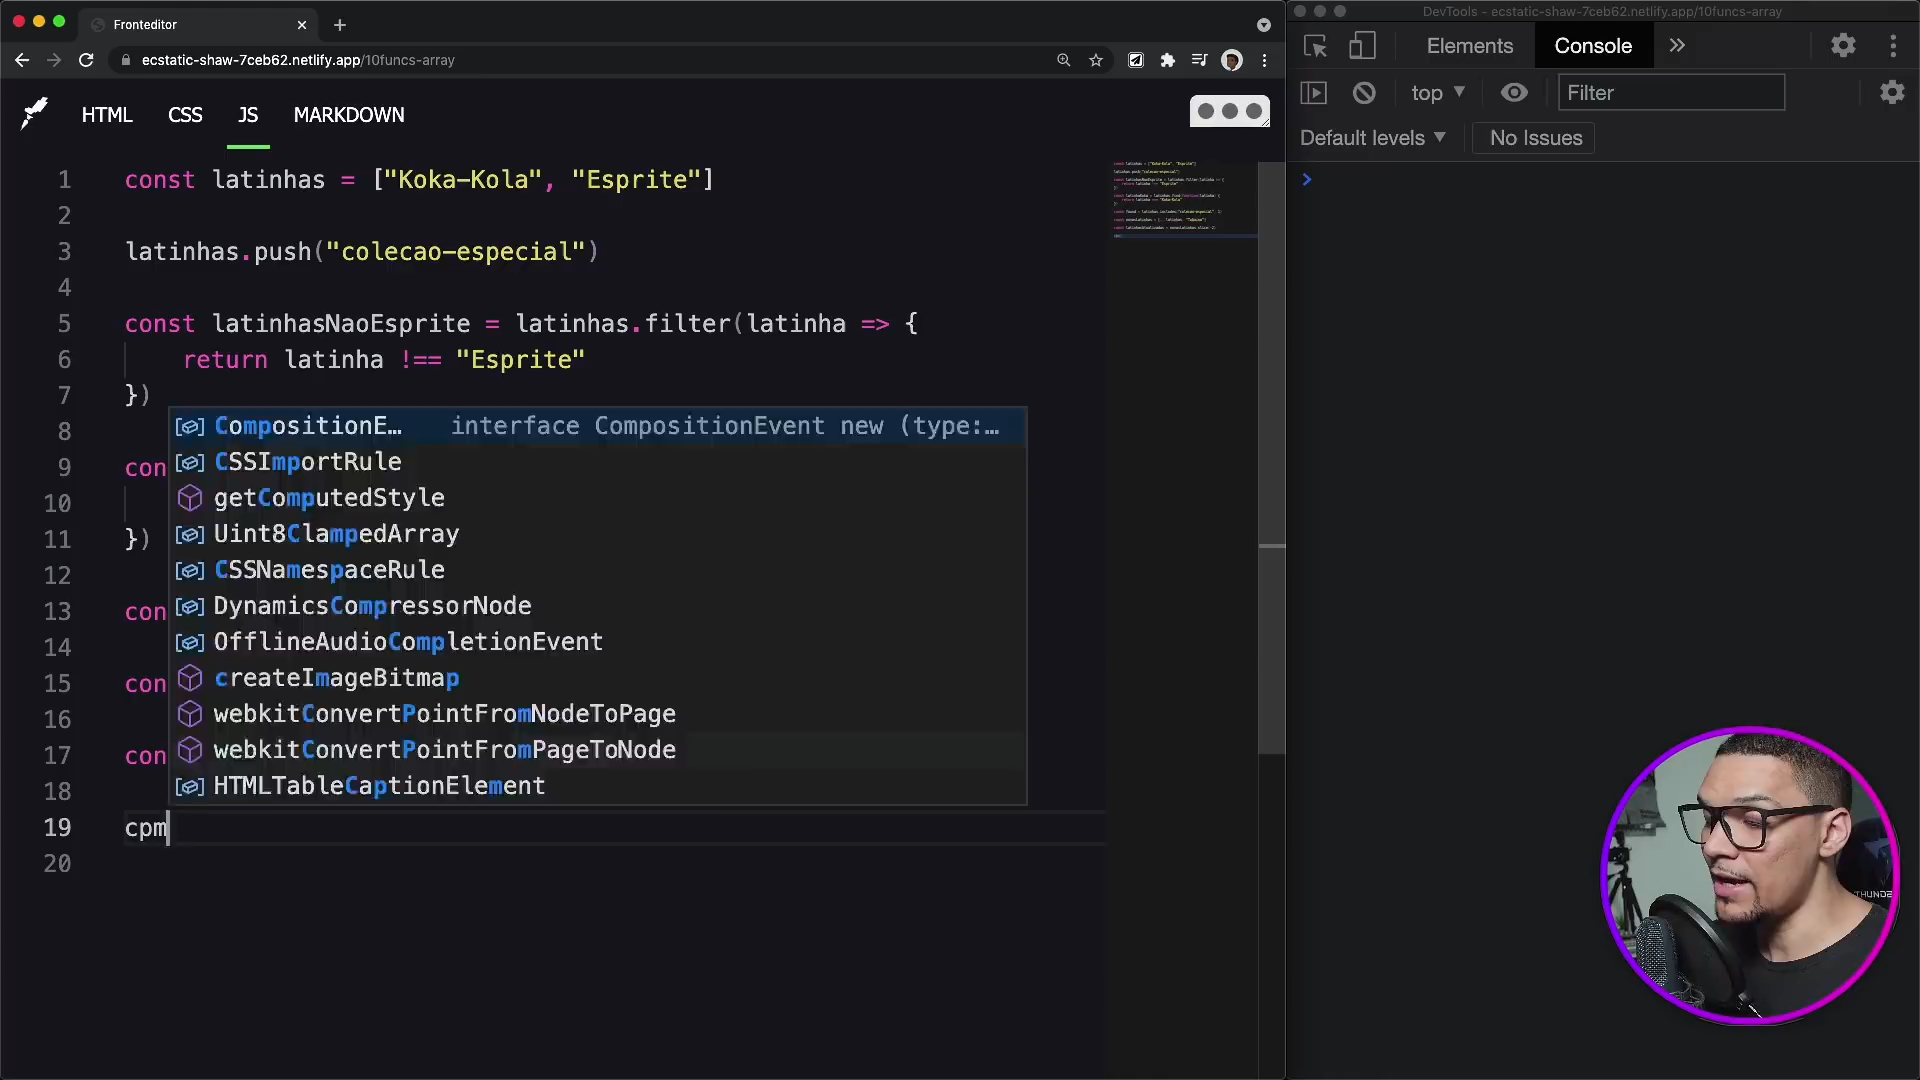 Fronteditor
DevTools - ecstatic-shaw-7ceb62.netlify.app/10funcs-array
ecstatic-shaw-7ceb62.netlify.app/10funcs-array
Elements
Console
top
Filter
Default levels
No Issues
HTML
CSS
JS
MARKDOWN
1 const latinhas = ["Koka-Kola", "Esprite"]
2
3 latinhas.push("colecao-especial")
4
5 const latinhasNaoEsprite = latinhas.filter(latinha => {
6 return latinha !== "Esprite"
7 })
8
9 con
10
11 })
12
13 con
14
15 con
16
17 con
18
19 cpm
20
CompositionE… interface CompositionEvent new (type:…
CSSImportRule
getComputedStyle
Uint8ClampedArray
CSSNamespaceRule
DynamicsCompressorNode
OfflineAudioCompletionEvent
createImageBitmap
webkitConvertPointFromNodeToPage
webkitConvertPointFromPageToNode
HTMLTableCaptionElement
THUNDE